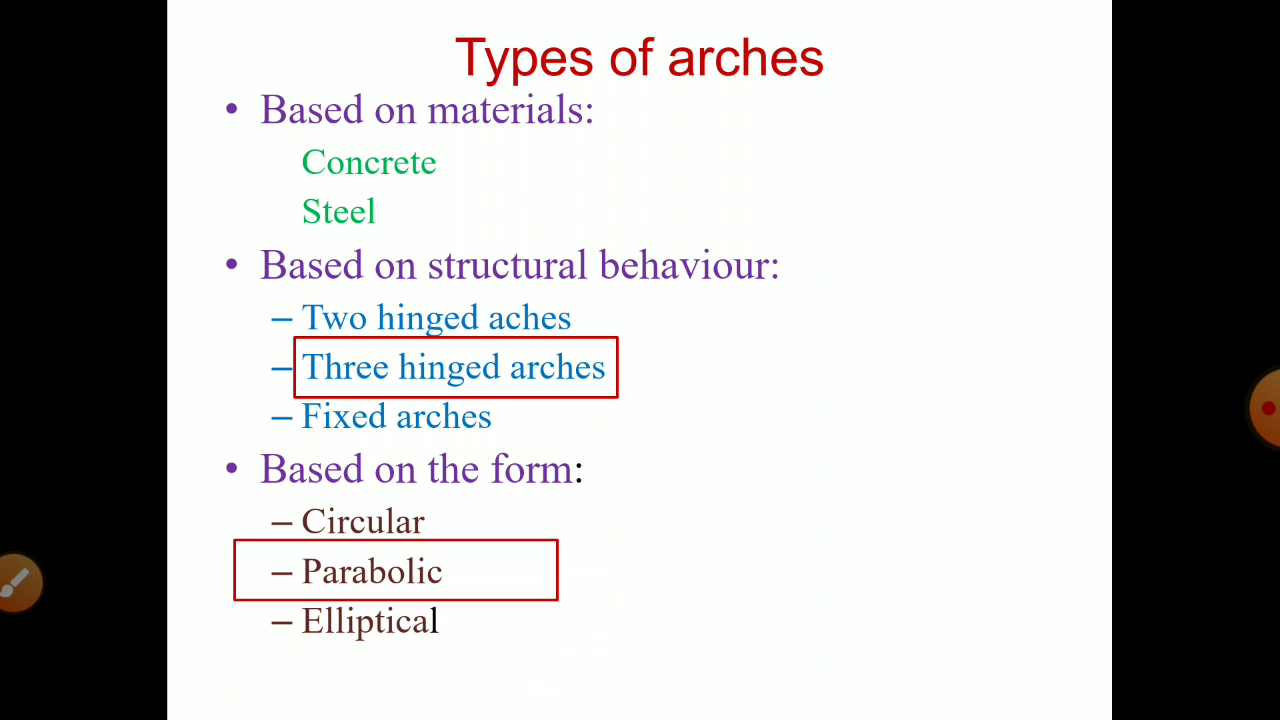 Types of arches
• Based on materials:
Concrete
Steel
• Based on structural behaviour:
– Two hinged aches
– Three hinged arches
– Fixed arches
• Based on the form:
– Circular
– Parabolic
– Elliptical